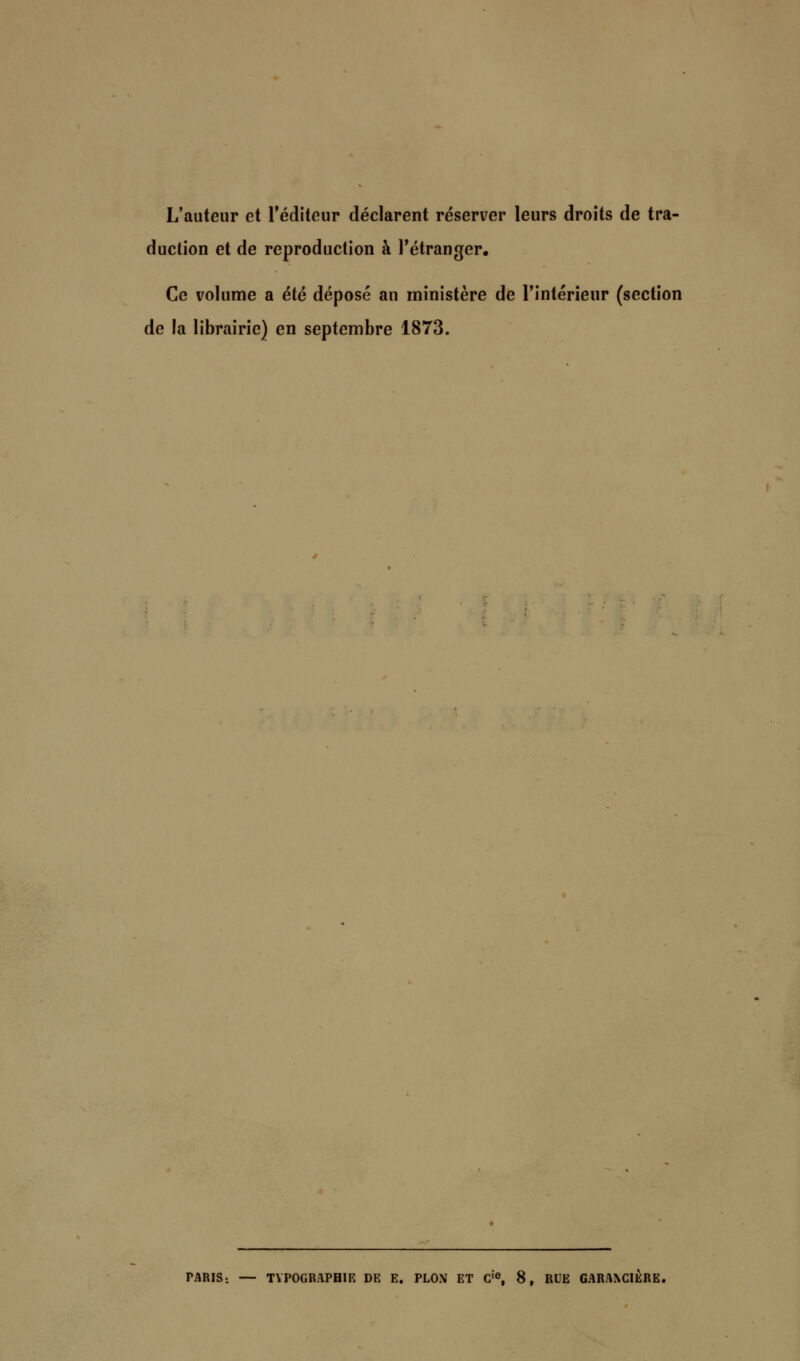 L'auteur et l'éditeur déclarent réserver leurs droits de tra-
duction et de reproduction à l'étranger.
Ce volume a été déposé au ministère de l'intérieur (section
de la librairie) en septembre 1873.
PARIS. — TYPOGRAPHIE DE E. PLON ET Cie, 8, RUE GARANCIÈRE.